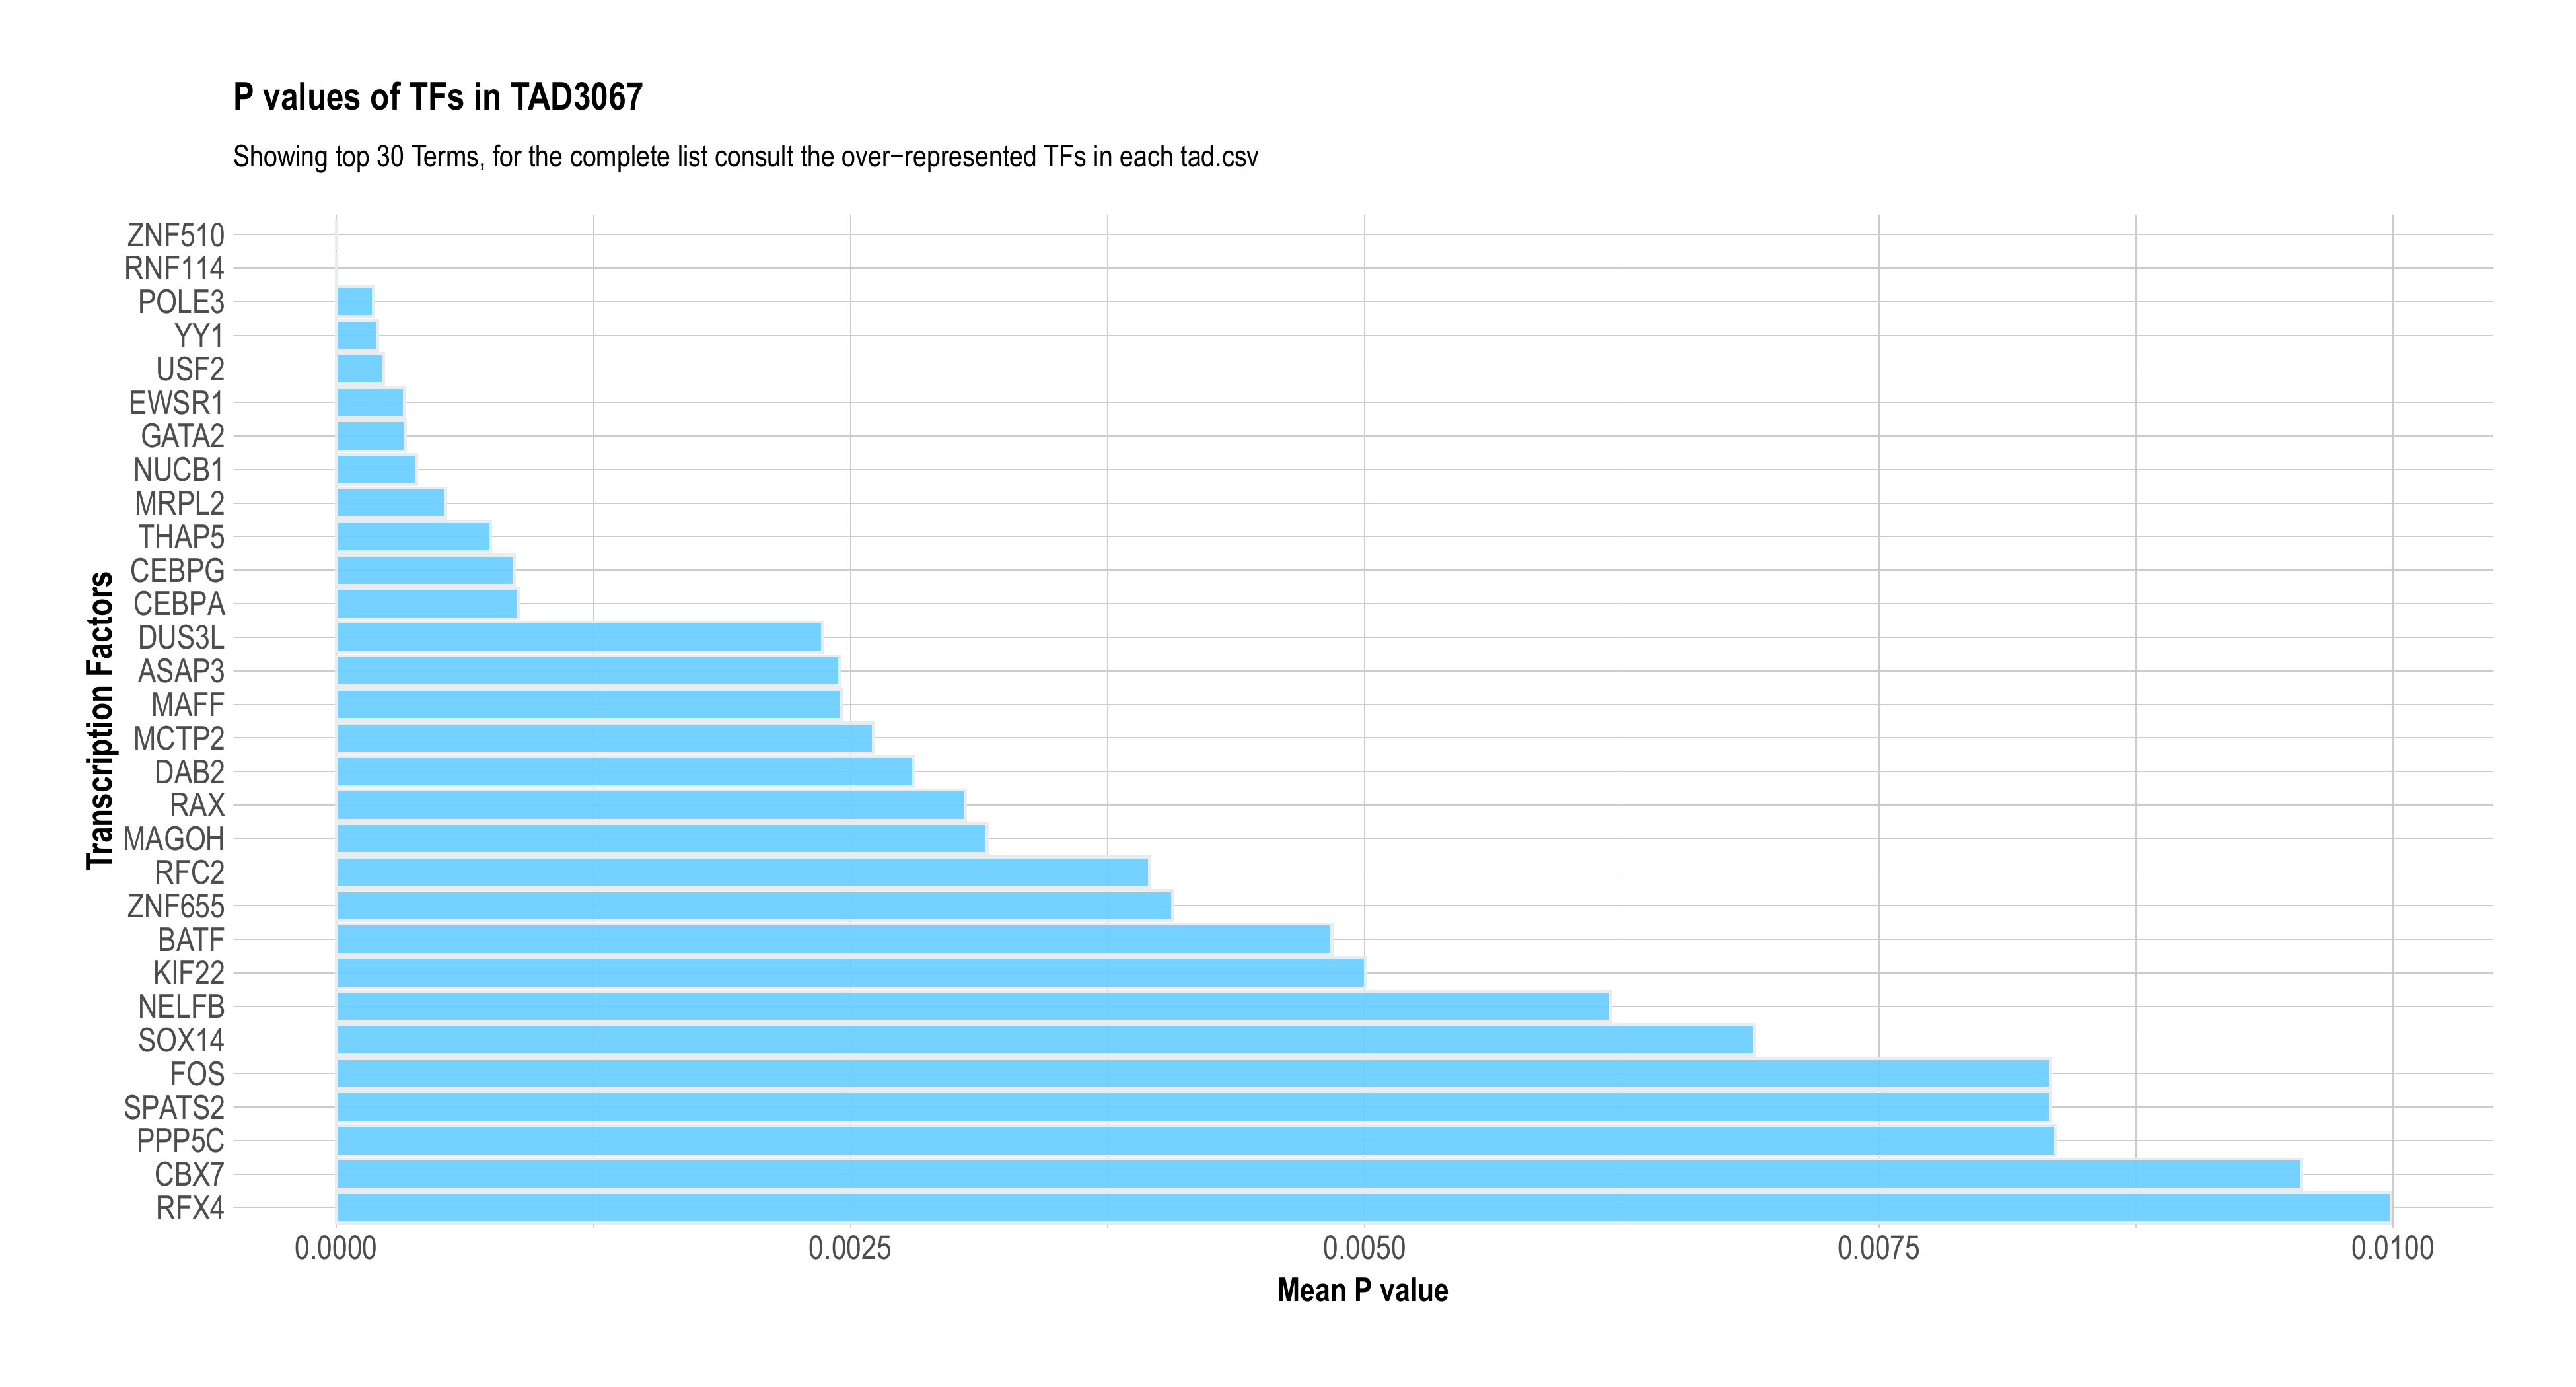 P values of TFs in TAD3067
Showing top 30 Terms, for the complete list consult the over−represented TFs in each tad.csv
Transcription Factors
ZNF510
RNF114
POLE3
YY1
USF2
EWSR1
GATA2
NUCB1
MRPL2
THAP5
CEBPG
CEBPA
DUS3L
ASAP3
MAFF
MCTP2
DAB2
RAX
MAGOH
RFC2
ZNF655
BATF
KIF22
NELFB
SOX14
FOS
SPATS2
PPP5C
CBX7
RFX4
0.0000 0.0025 0.0050 0.0075 0.0100
Mean P value